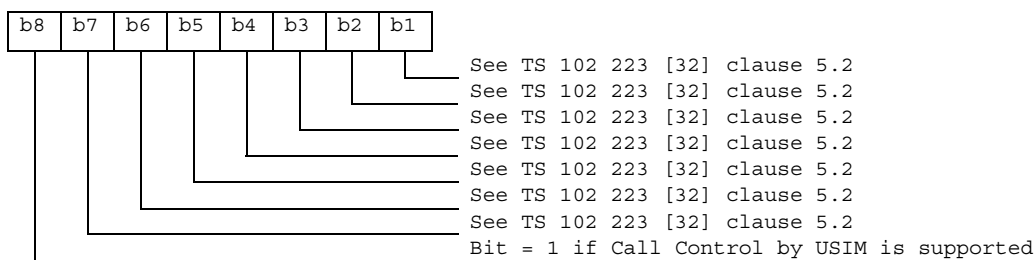 b8 b7 b6 b5 b4 b3 b2 b1
See TS 102 223 [32] clause 5.2
See TS 102 223 [32] clause 5.2
See TS 102 223 [32] clause 5.2
See TS 102 223 [32] clause 5.2
See TS 102 223 [32] clause 5.2
See TS 102 223 [32] clause 5.2
See TS 102 223 [32] clause 5.2
Bit = 1 if Call Control by USIM is supported